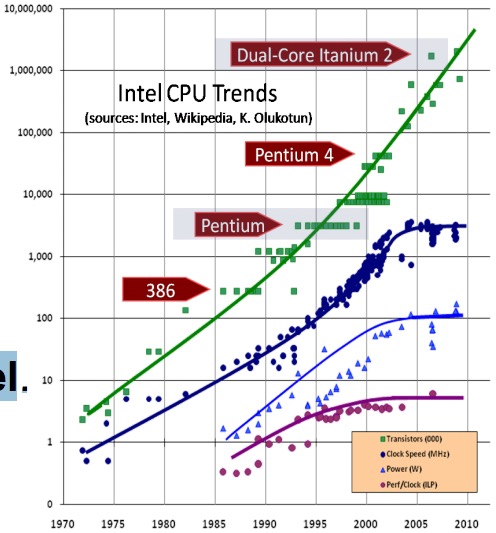 10,000,000
1,000,000
100,000
10,000
1,000
100
10
1
0
Dual-Core Itanium 2
Intel CPU Trends
(sources: Intel, Wikipedia, K. Olukotun)
Pentium 4
Pentium
386
el.
Transistors (000)
Clock Speed (MHz)
Power (W)
Perf/Clock (ILP)
1970 1975 1980 1985 1990 1995 2000 2005 2010